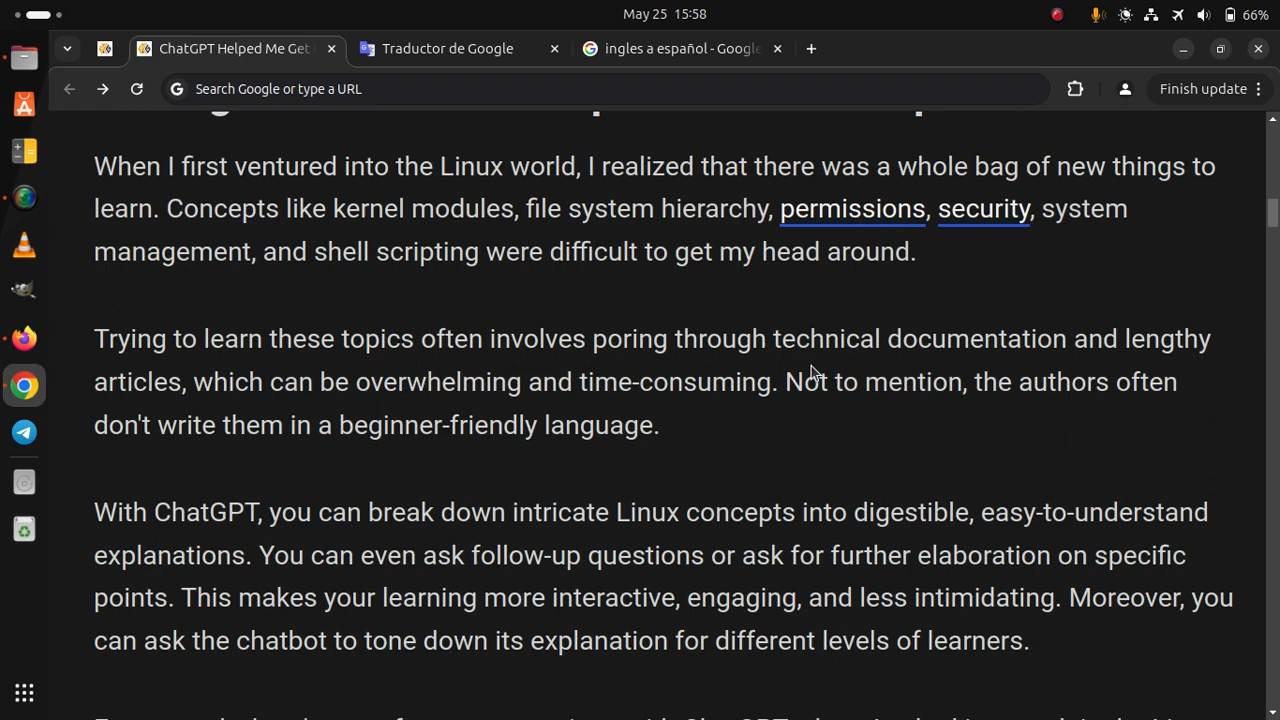 May 25 15:58
66%
ChatGPT Helped Me Get
Traductor de Google
ingles a español - Google
Search Google or type a URL
Finish update
When I first ventured into the Linux world, I realized that there was a whole bag of new things to
learn. Concepts like kernel modules, file system hierarchy, permissions, security, system
management, and shell scripting were difficult to get my head around.
Trying to learn these topics often involves poring through technical documentation and lengthy
articles, which can be overwhelming and time-consuming. Not to mention, the authors often
don't write them in a beginner-friendly language.
With ChatGPT, you can break down intricate Linux concepts into digestible, easy-to-understand
explanations. You can even ask follow-up questions or ask for further elaboration on specific
points. This makes your learning more interactive, engaging, and less intimidating. Moreover, you
can ask the chatbot to tone down its explanation for different levels of learners.